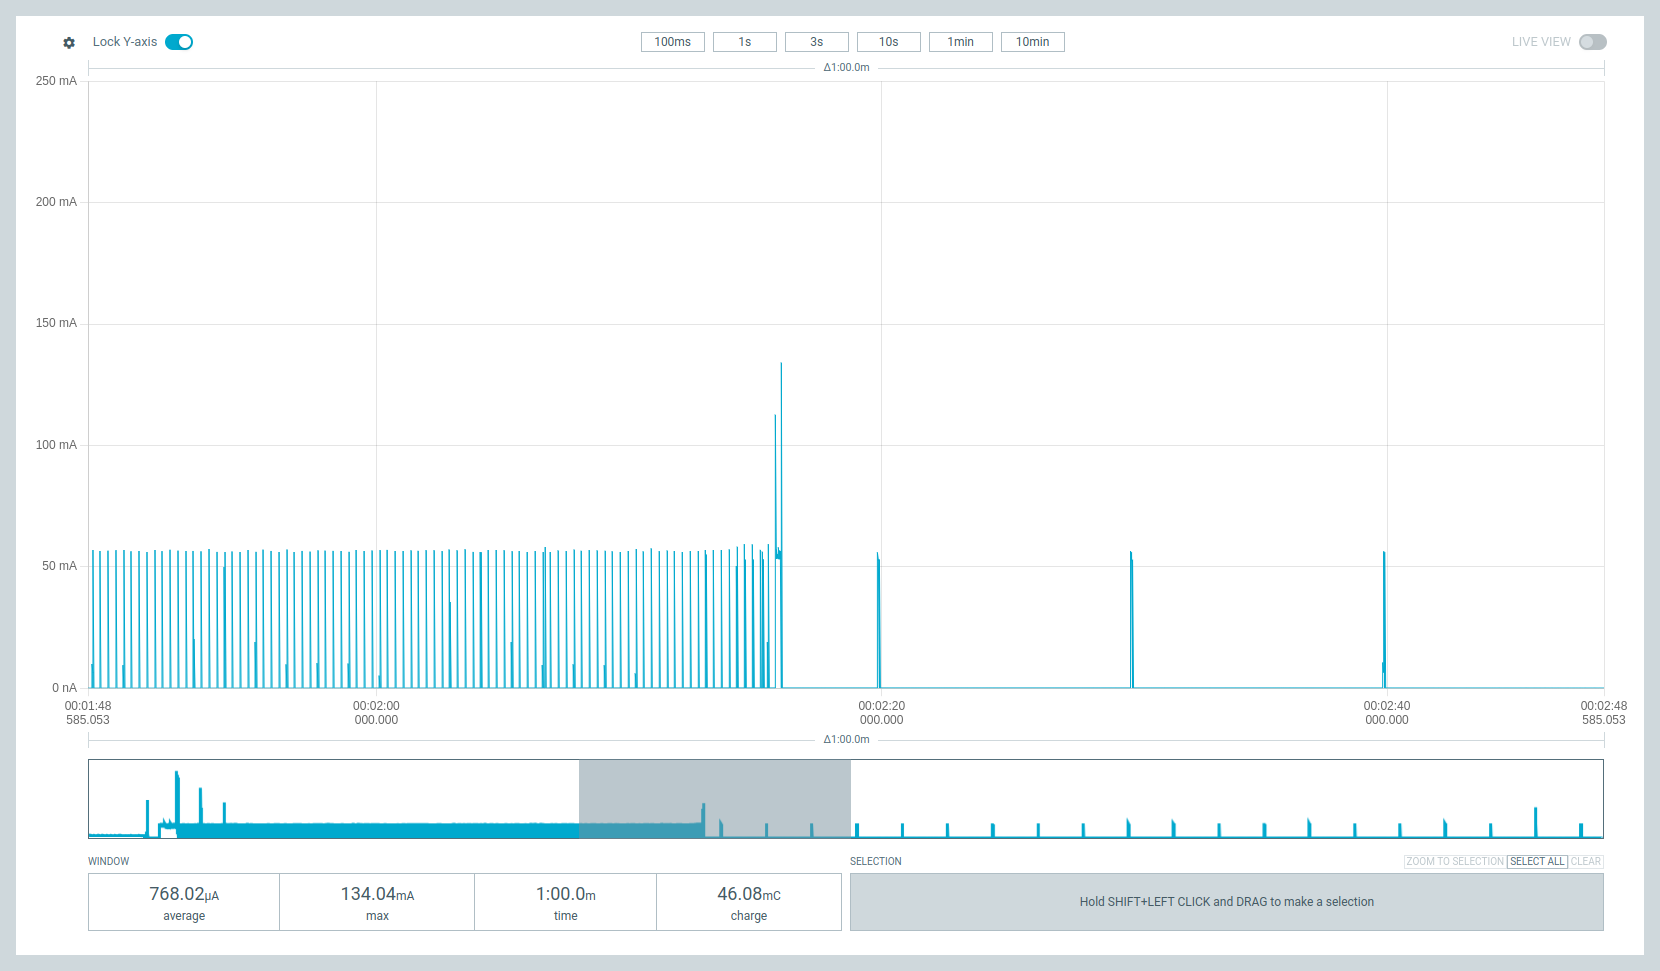 Lock Y-axis
100ms 1s 3s 10s 1min 10min
LIVE VIEW
Δ1:00.0m
250 mA
200 mA
150 mA
100 mA
50 mA
0 nA
00:01:48 00:02:00 00:02:20 00:02:40 00:02:48
585.053 000.000 000.000 000.000 585.053
Δ1:00.0m
WINDOW
768.02μA 134.04mA 1:00.0m 46.08mC
average max time charge
SELECTION
ZOOM TO SELECTION SELECT ALL CLEAR
Hold SHIFT+LEFT CLICK and DRAG to make a selection